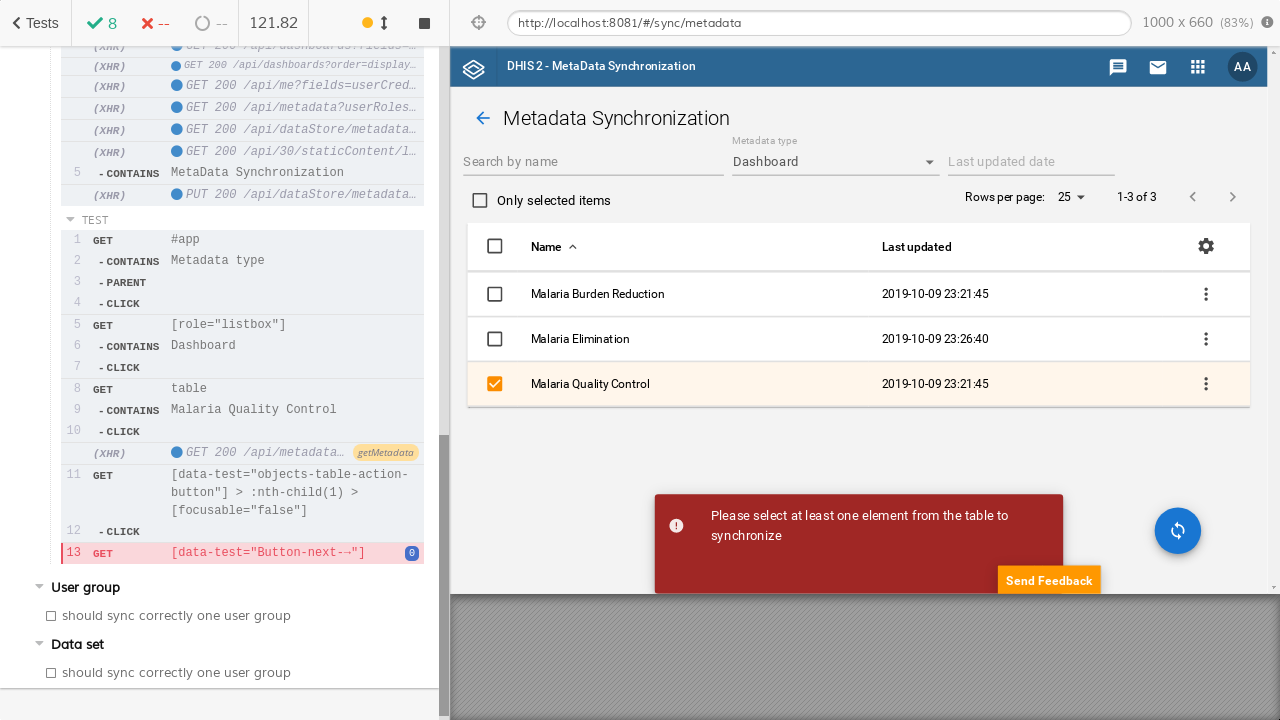 Tests
8
--
--
121.82
http://localhost:8081/#/sync/metadata
1000 x 660 (83%)
(XHR) GET 200 /api/dashboards?fields=…
(XHR) GET 200 /api/dashboards?order=display…
(XHR) GET 200 /api/me?fields=userCred…
(XHR) GET 200 /api/metadata?userRoles…
(XHR) GET 200 /api/dataStore/metadata…
(XHR) GET 200 /api/30/staticContent/l…
5 -CONTAINS MetaData Synchronization
(XHR) PUT 200 /api/dataStore/metadata…
TEST
1 GET #app
2 -CONTAINS Metadata type
3 -PARENT
4 -CLICK
5 GET [role="listbox"]
6 -CONTAINS Dashboard
7 -CLICK
8 GET table
9 -CONTAINS Malaria Quality Control
10 -CLICK
(XHR) GET 200 /api/metadata… getMetadata
11 GET [data-test="objects-table-action-
button"] > :nth-child(1) >
[focusable="false"]
12 -CLICK
13 GET [data-test="Button-next-→"] 0
User group
should sync correctly one user group
Data set
should sync correctly one user group
DHIS 2 - MetaData Synchronization
AA
Metadata Synchronization
Metadata type
Search by name
Dashboard
Last updated date
Only selected items
Rows per page: 25 1-3 of 3
Name Last updated
Malaria Burden Reduction 2019-10-09 23:21:45
Malaria Elimination 2019-10-09 23:26:40
Malaria Quality Control 2019-10-09 23:21:45
Please select at least one element from the table to
synchronize
Send Feedback